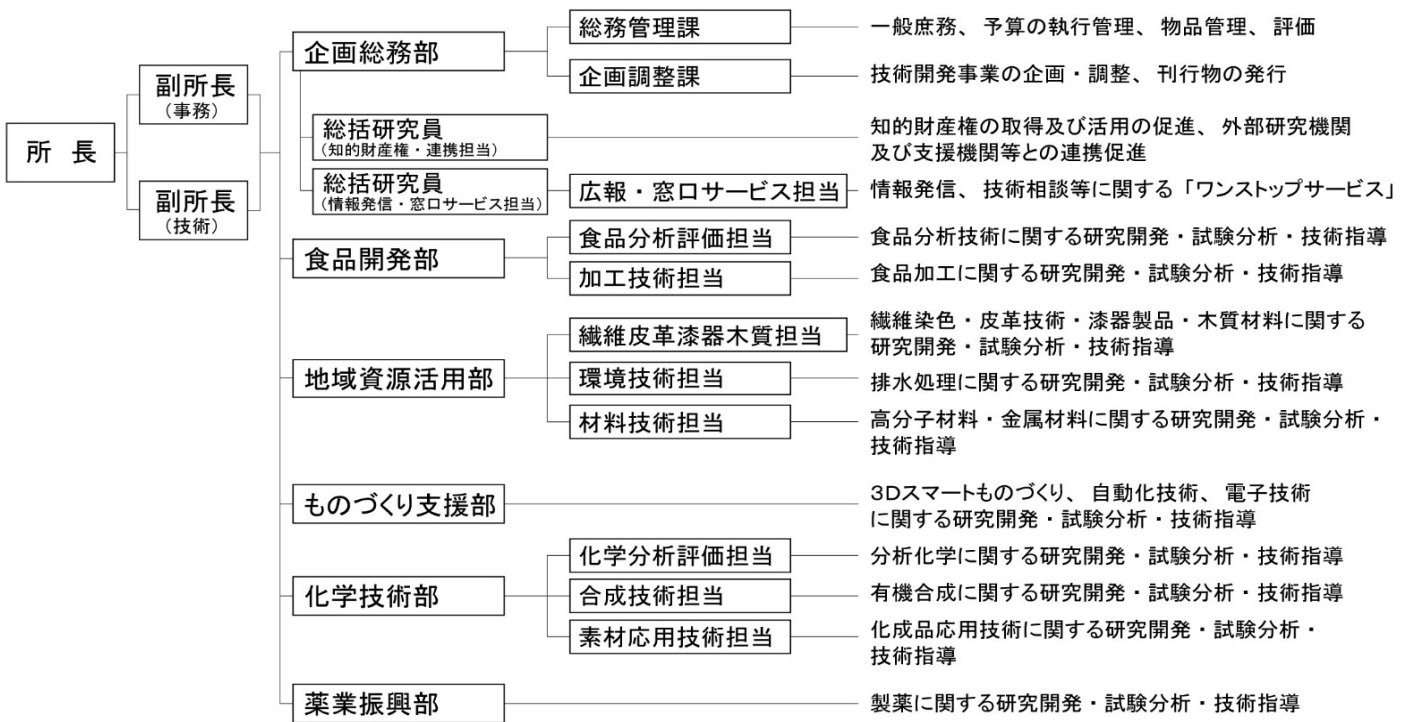 所 長
副所長
(事務)
副所長
(技術)
企画総務部
総務管理課
一般庶務、予算の執行管理、物品管理、評価
企画調整課
技術開発事業の企画・調整、刊行物の発行
総括研究員
(知的財産権・連携担当)
知的財産権の取得及び活用の促進、外部研究機関
及び支援機関等との連携促進
総括研究員
(情報発信・窓口サービス担当)
広報・窓口サービス担当
情報発信、技術相談等に関する「ワンストップサービス」
食品開発部
食品分析評価担当
食品分析技術に関する研究開発・試験分析・技術指導
加工技術担当
食品加工に関する研究開発・試験分析・技術指導
地域資源活用部
繊維皮革漆器木質担当
繊維染色・皮革技術・漆器製品・木質材料に関する
研究開発・試験分析・技術指導
環境技術担当
排水処理に関する研究開発・試験分析・技術指導
材料技術担当
高分子材料・金属材料に関する研究開発・試験分析・
技術指導
ものづくり支援部
3Dスマートものづくり、自動化技術、電子技術
に関する研究開発・試験分析・技術指導
化学技術部
化学分析評価担当
分析化学に関する研究開発・試験分析・技術指導
合成技術担当
有機合成に関する研究開発・試験分析・技術指導
素材応用技術担当
化成品応用技術に関する研究開発・試験分析・
技術指導
薬業振興部
製薬に関する研究開発・試験分析・技術指導